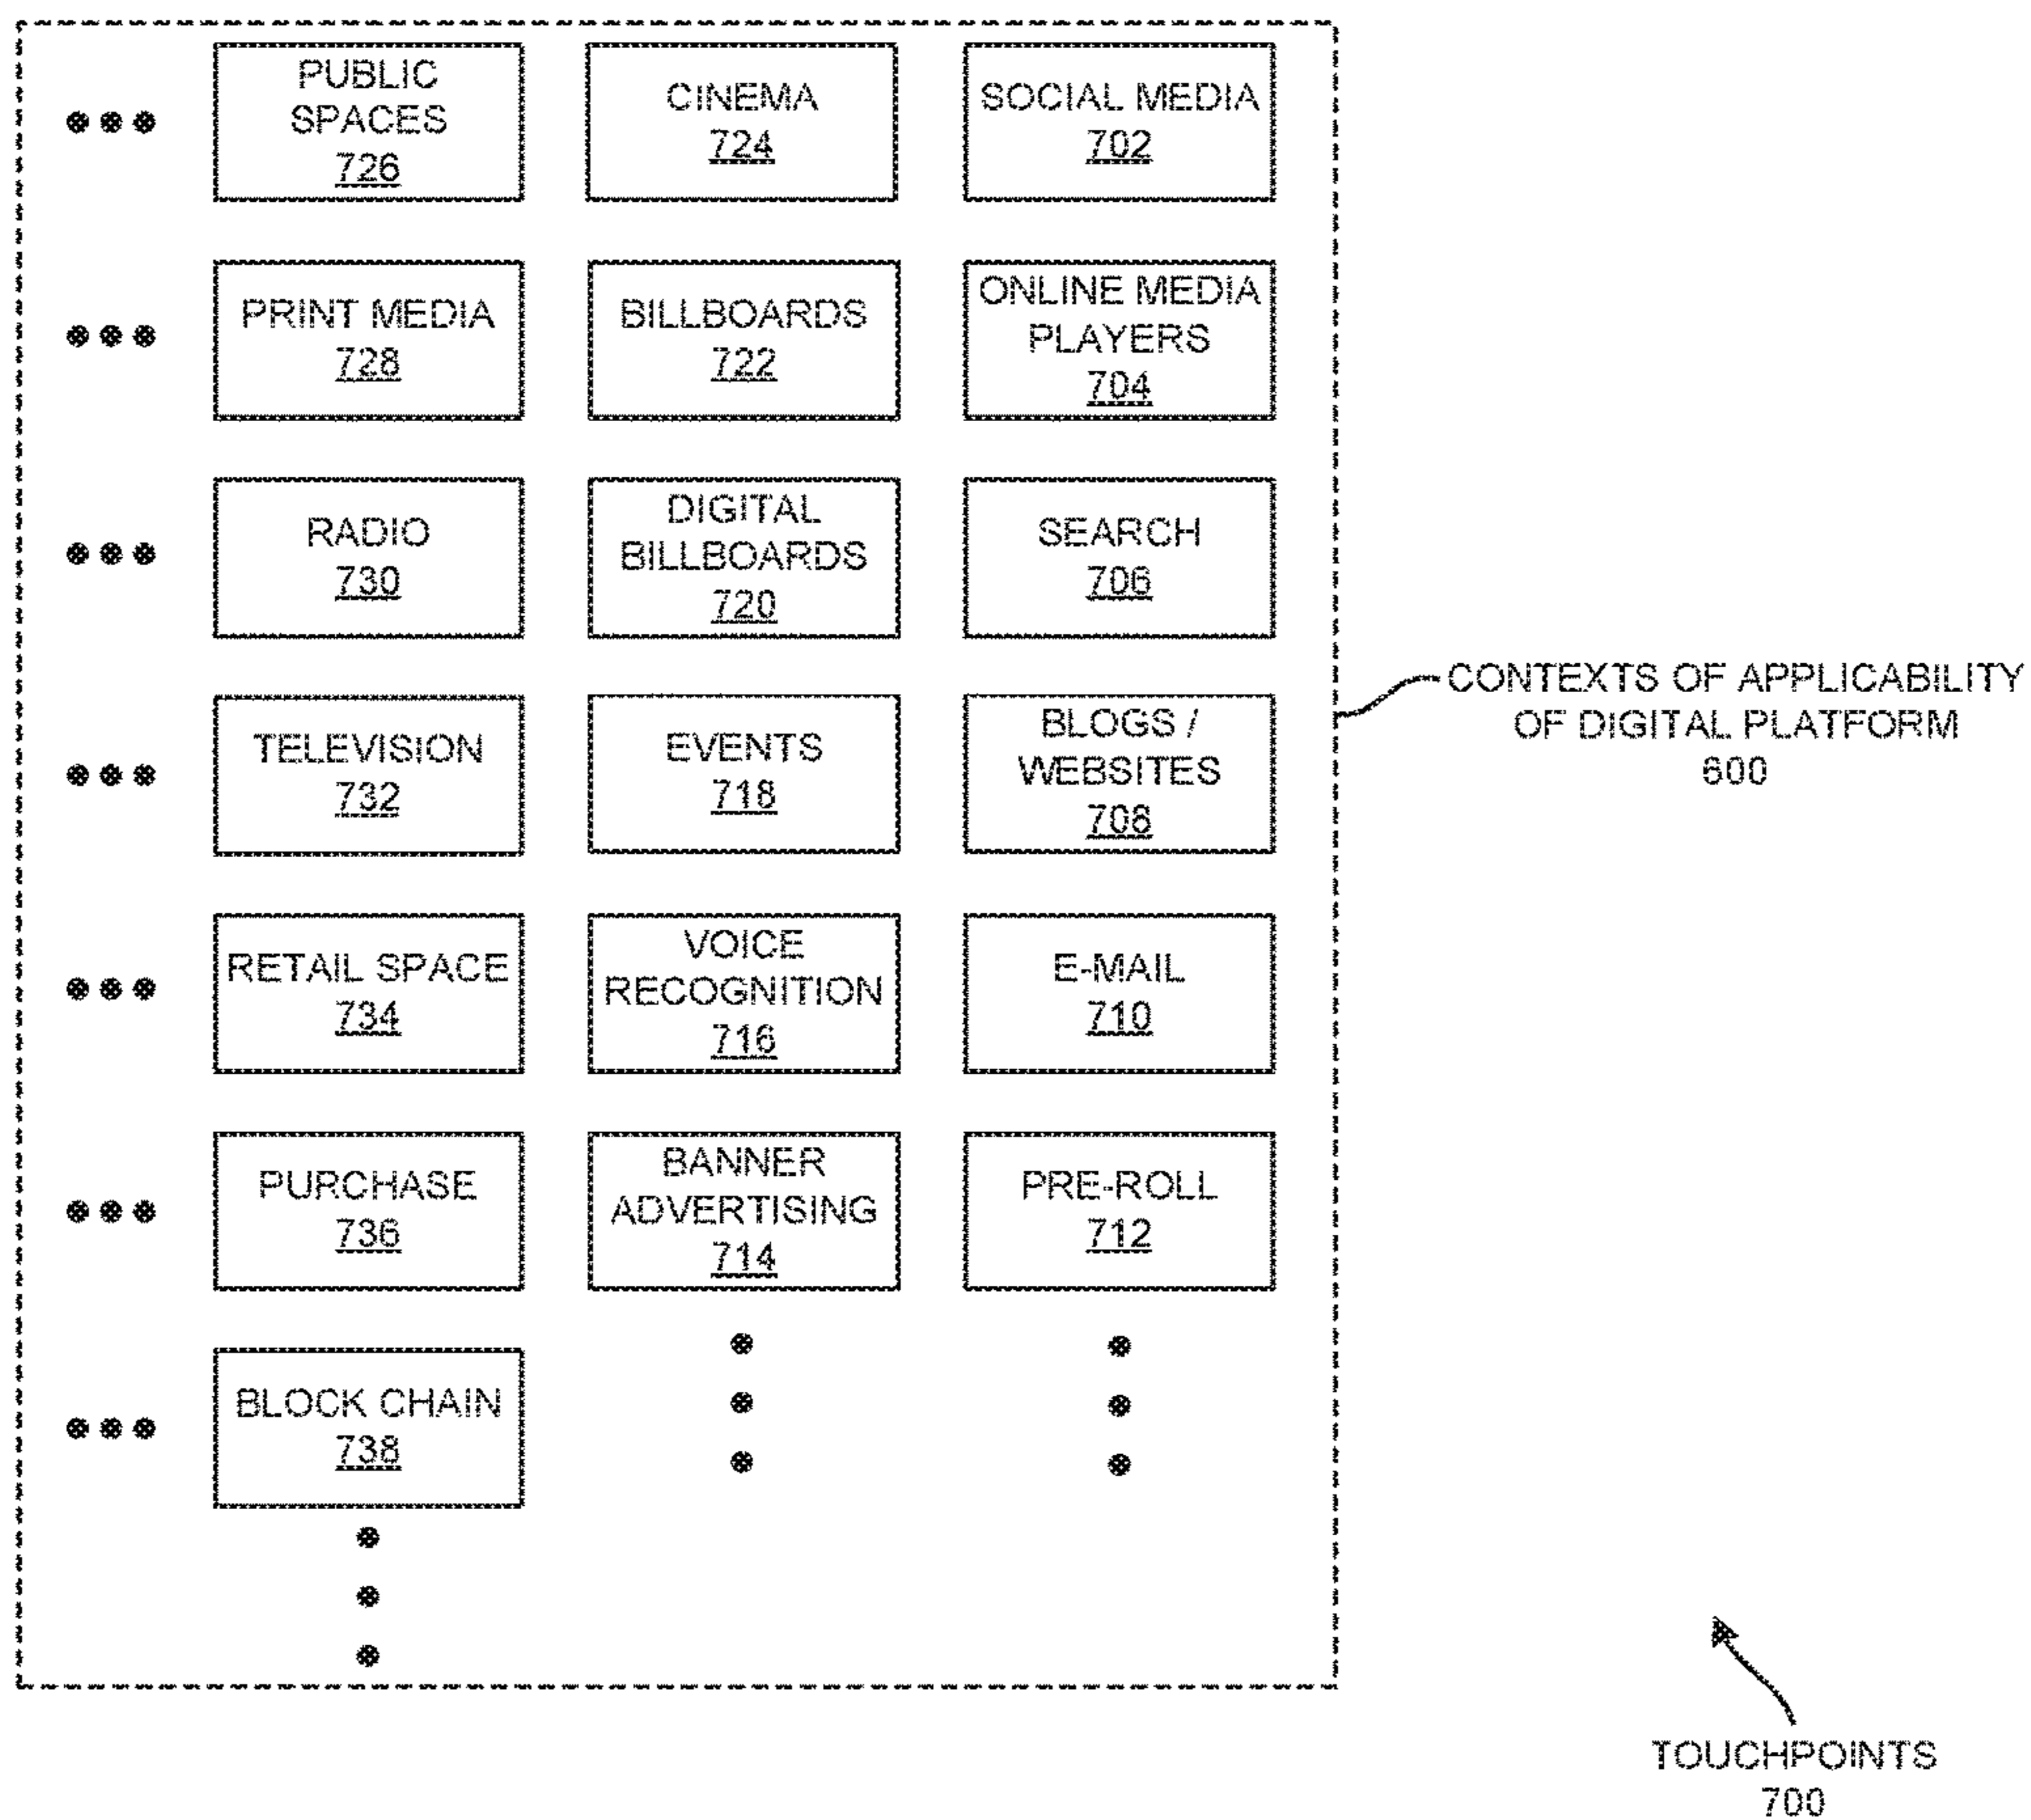 PUBLIC
SPACES
726
CINEMA
724
SOCIAL MEDIA
702
PRINT MEDIA
728
BILLBOARDS
722
ONLINE MEDIA
PLAYERS
704
RADIO
730
DIGITAL
BILLBOARDS
720
SEARCH
706
TELEVISION
732
EVENTS
718
BLOGS /
WEBSITES
708
CONTEXTS OF APPLICABILITY
OF DIGITAL PLATFORM
600
RETAIL SPACE
734
VOICE
RECOGNITION
716
E-MAIL
710
PURCHASE
736
BANNER
ADVERTISING
714
PRE-ROLL
712
BLOCK CHAIN
738
TOUCHPOINTS
700